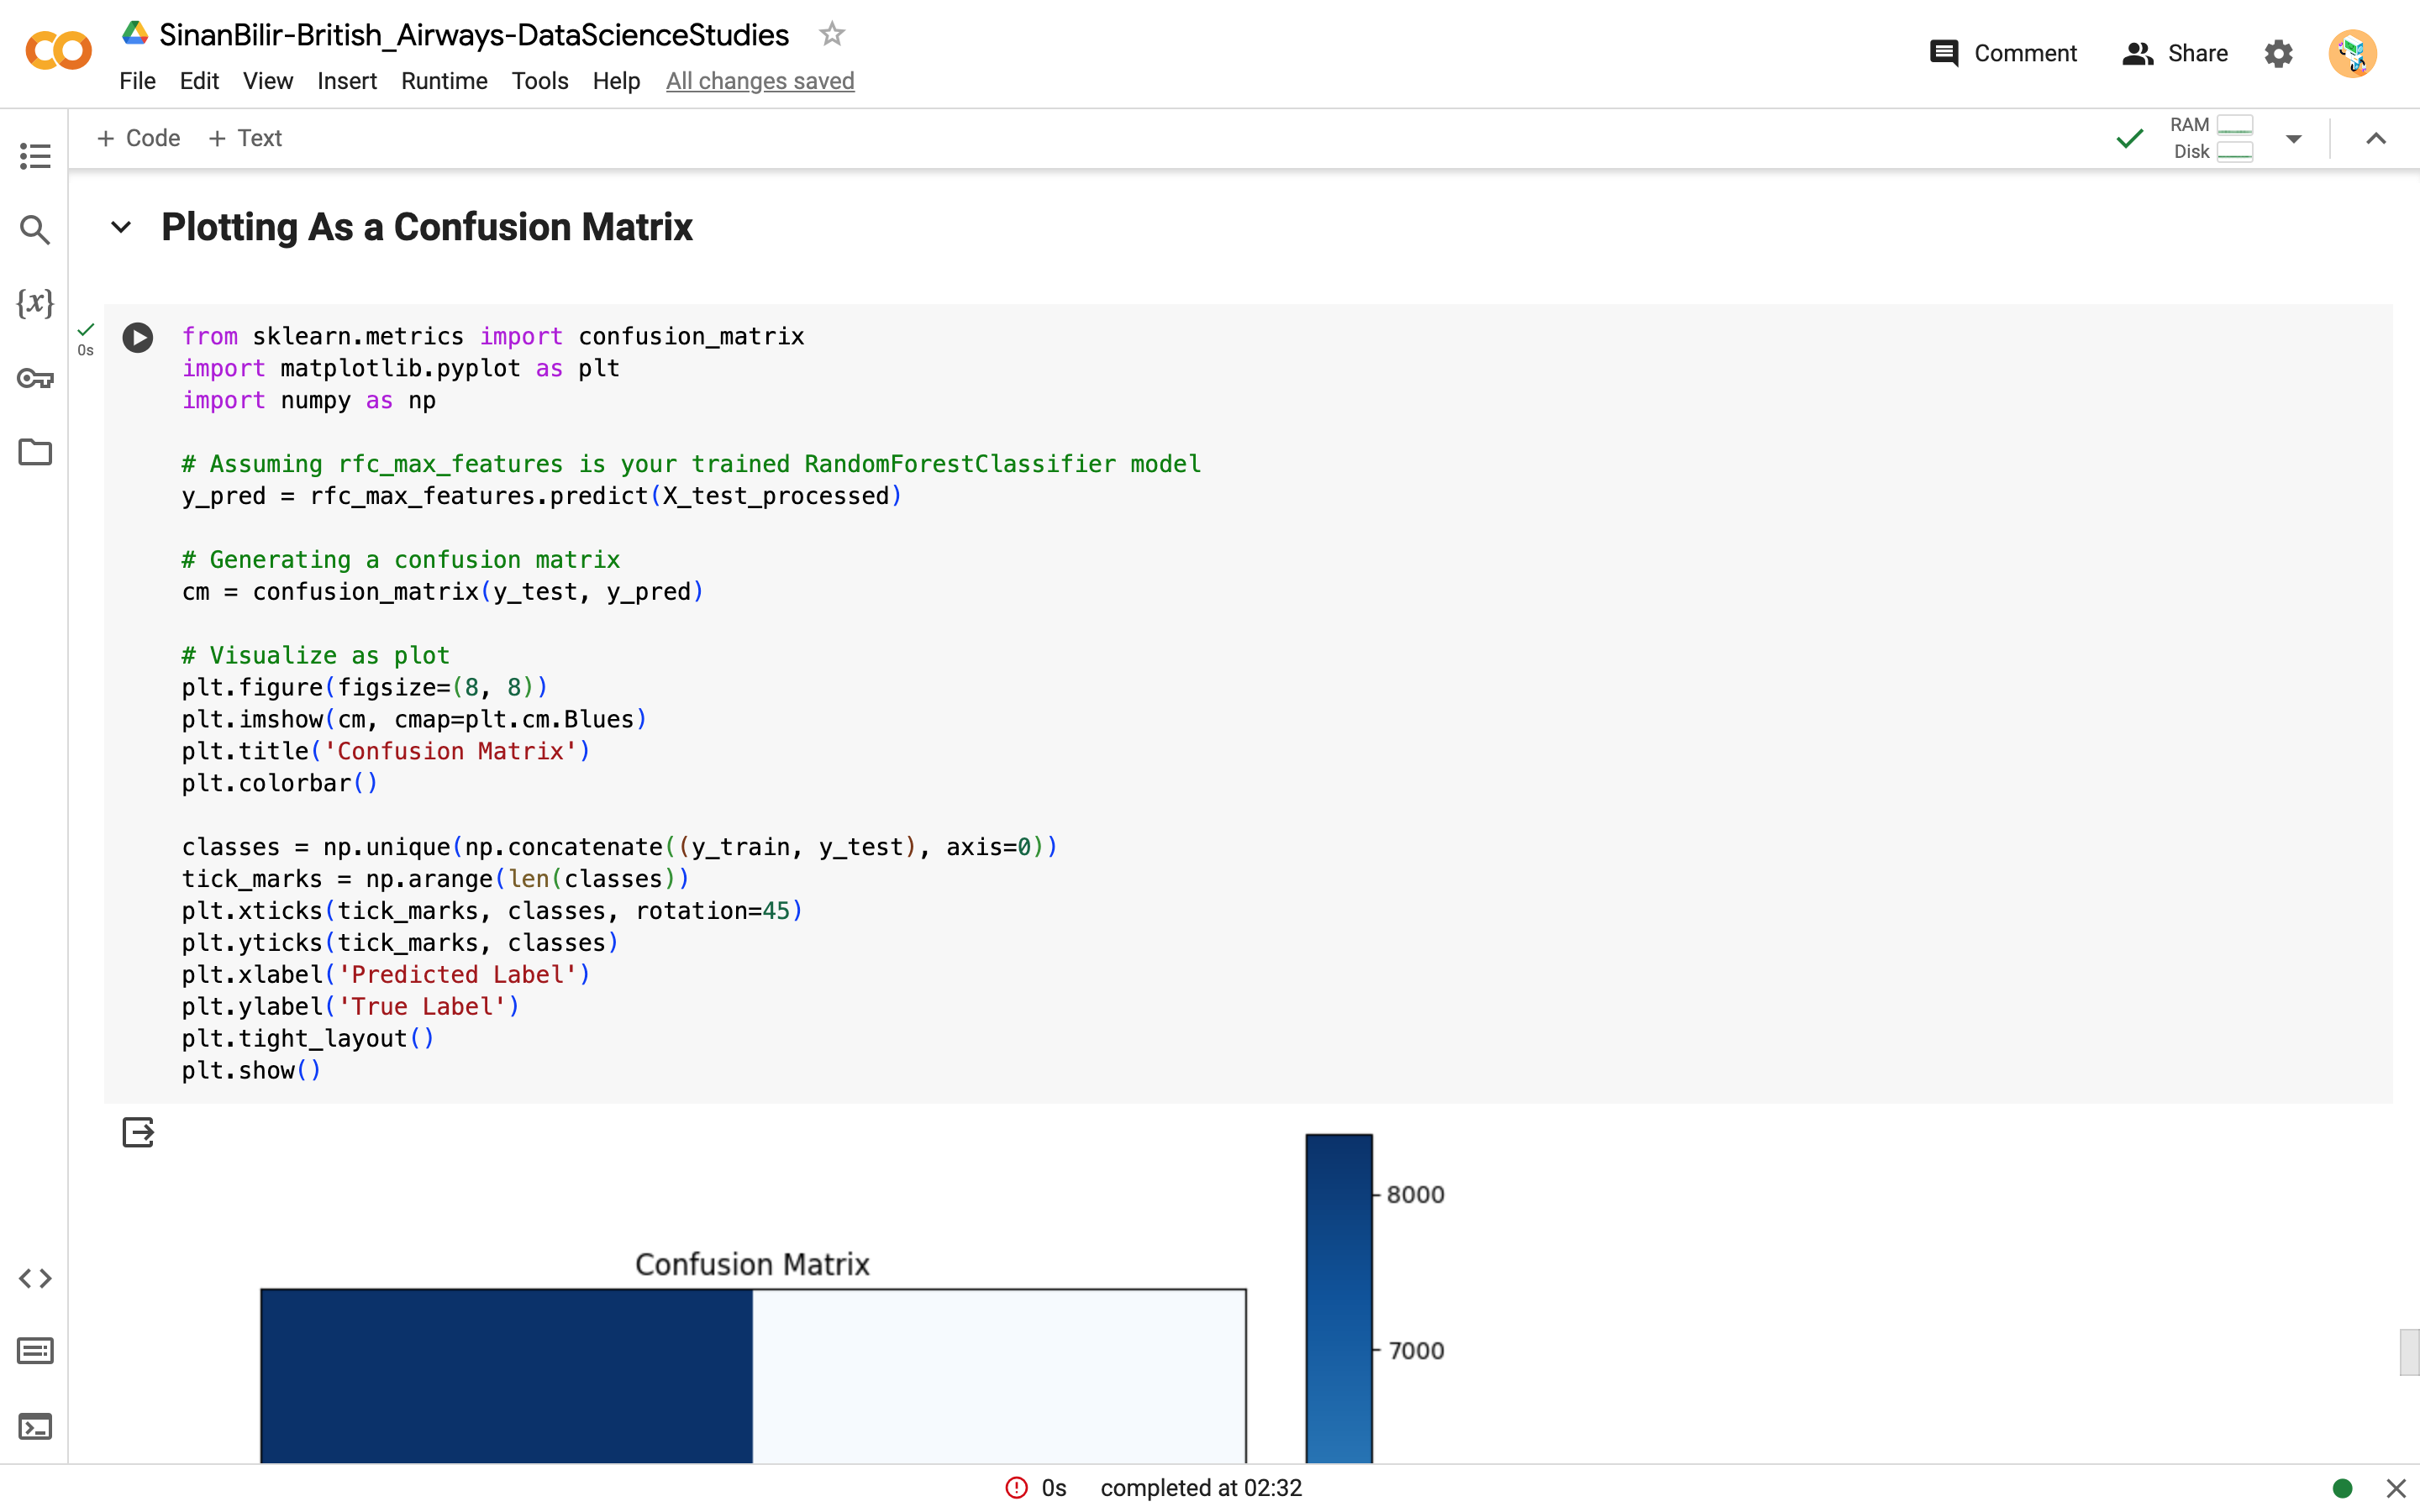 SinanBilir-British_Airways-DataScienceStudies
Comment
Share
File Edit View Insert Runtime Tools Help All changes saved
+ Code + Text
RAM
Disk
Plotting As a Confusion Matrix
{x}
0s
from sklearn.metrics import confusion_matrix
import matplotlib.pyplot as plt
import numpy as np
# Assuming rfc_max_features is your trained RandomForestClassifier model
y_pred = rfc_max_features.predict(X_test_processed)
# Generating a confusion matrix
cm = confusion_matrix(y_test, y_pred)
# Visualize as plot
plt.figure(figsize=(8, 8))
plt.imshow(cm, cmap=plt.cm.Blues)
plt.title('Confusion Matrix')
plt.colorbar()
classes = np.unique(np.concatenate((y_train, y_test), axis=0))
tick_marks = np.arange(len(classes))
plt.xticks(tick_marks, classes, rotation=45)
plt.yticks(tick_marks, classes)
plt.xlabel('Predicted Label')
plt.ylabel('True Label')
plt.tight_layout()
plt.show()
8000
Confusion Matrix
7000
0s completed at 02:32